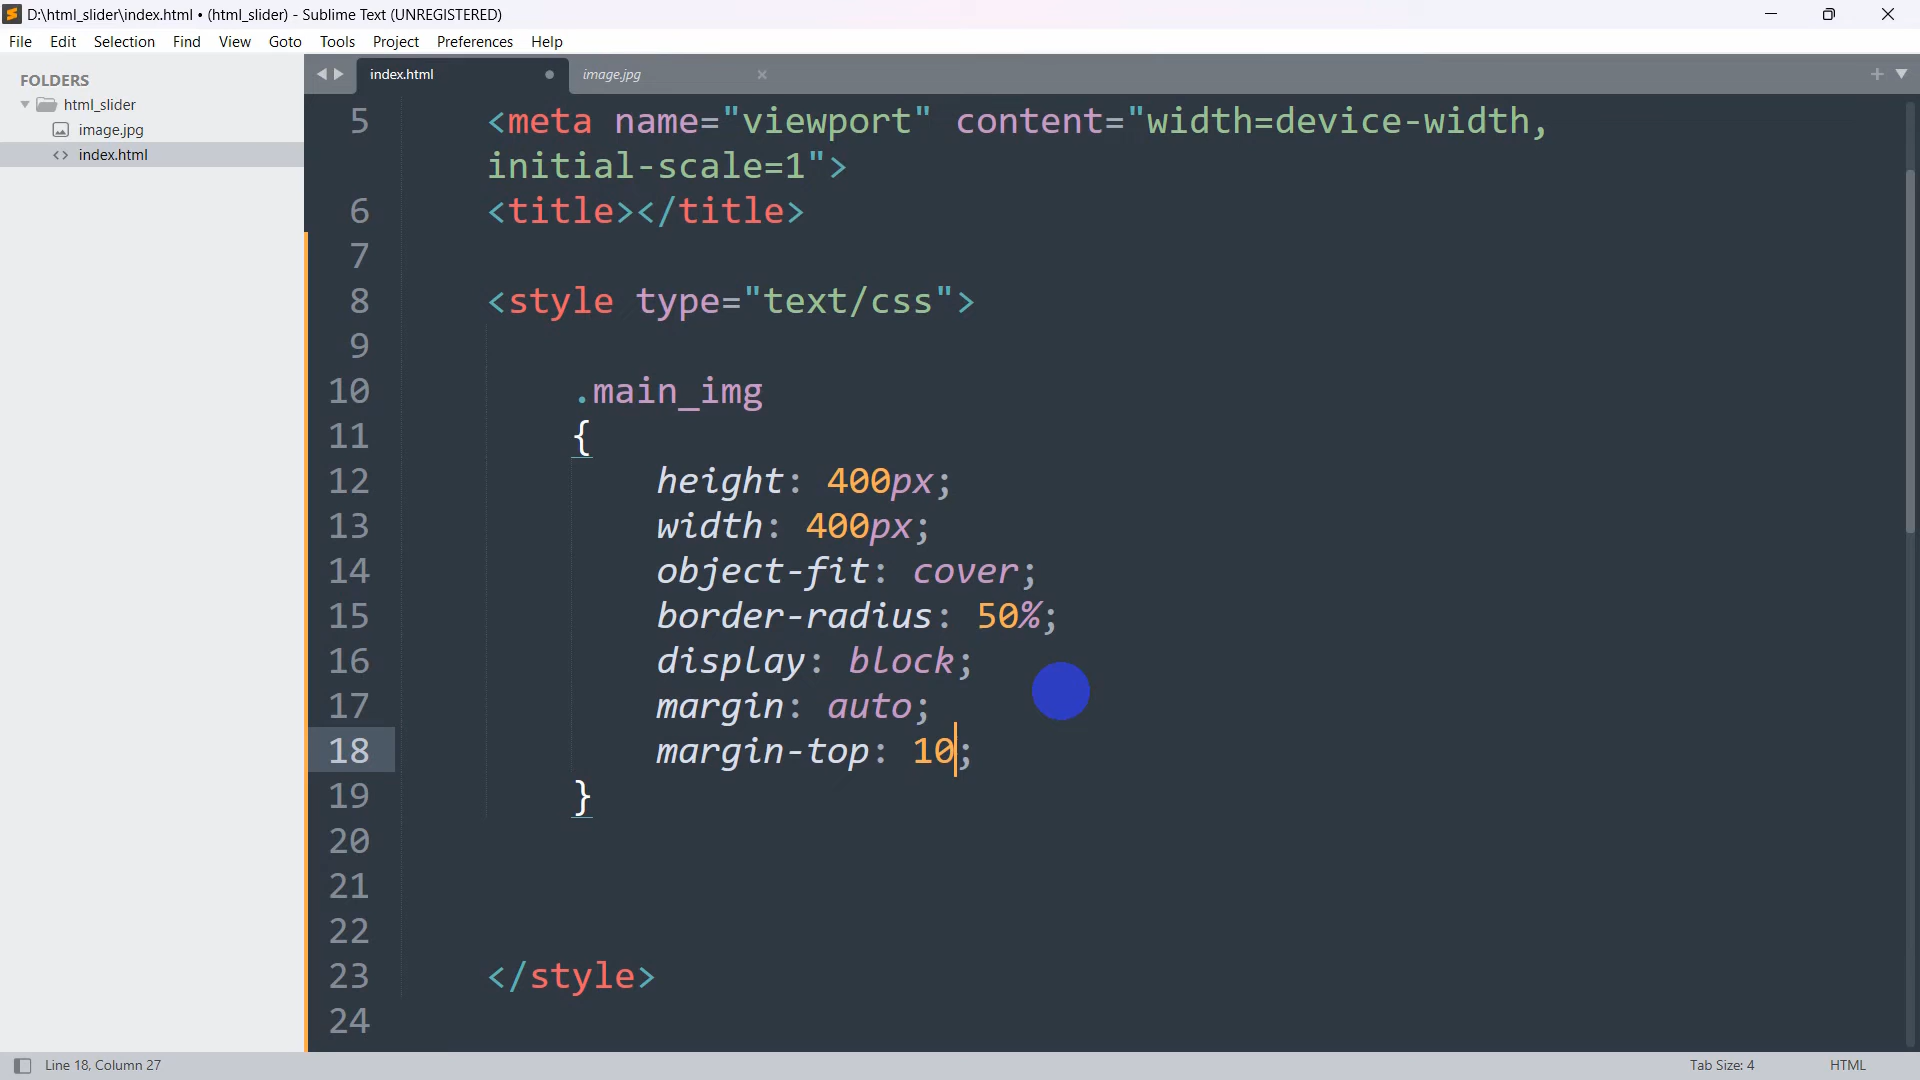 D:\html_slider\index.html • (html_slider) - Sublime Text (UNREGISTERED)
File Edit Selection Find View Goto Tools Project Preferences Help
FOLDERS
html_slider
image.jpg
index.html
index.html image.jpg
5 <meta name="viewport" content="width=device-width,
initial-scale=1">
6 <title></title>
7
8 <style type="text/css">
9
10 .main_img
11 {
12 height: 400px;
13 width: 400px;
14 object-fit: cover;
15 border-radius: 50%;
16 display: block;
17 margin: auto;
18 margin-top: 10;
19 }
20
21
22
23 </style>
24
Line 18, Column 27 Tab Size: 4 HTML